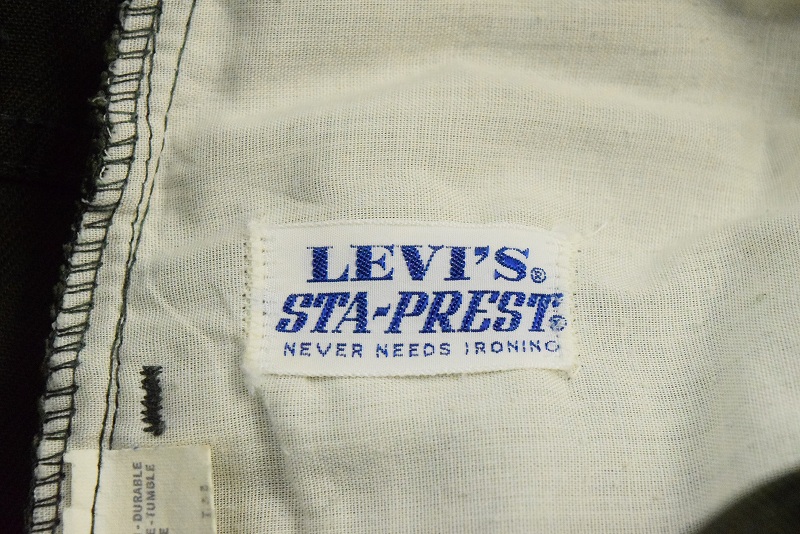 LEVI'S®
STA-PREST®
NEVER NEEDS IRONING
- DURABLE
E - TUMBLE